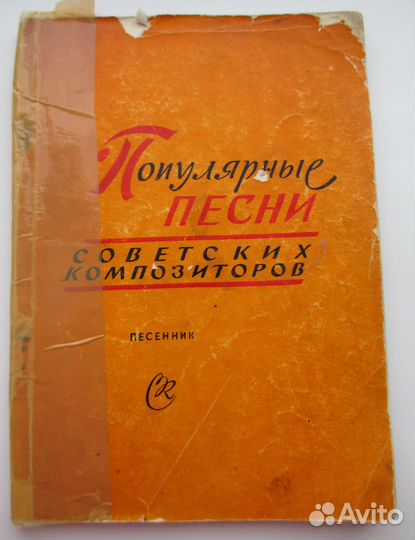 Популярные
ПЕСНИ
СОВЕТСКИХ
КОМПОЗИТОРОВ
ПЕСЕННИК
СК
Avito